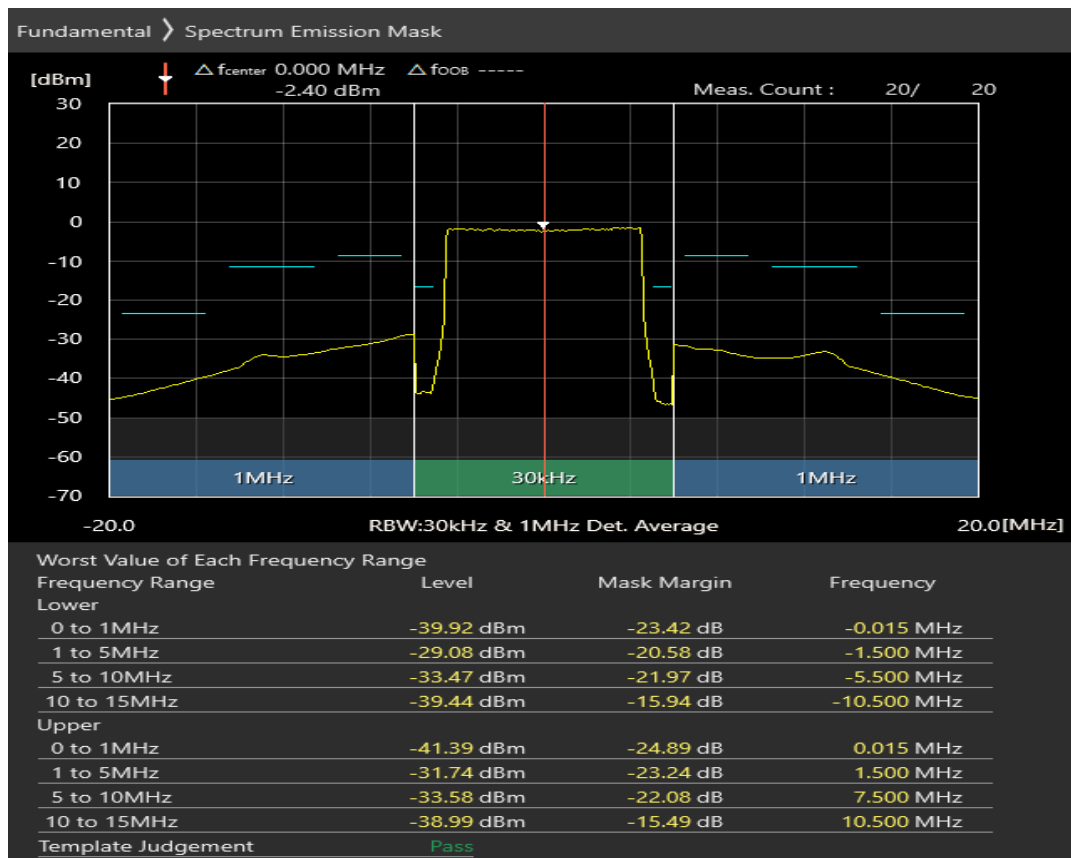 Fundamental ❯ Spectrum Emission Mask
[dBm] △ fcenter 0.000 MHz △ fOOB -----
-2.40 dBm Meas. Count : 20/ 20
30
20
10
0
-10
-20
-30
-40
-50
-60
-70
1MHz 30kHz 1MHz
-20.0 RBW:30kHz & 1MHz Det. Average 20.0[MHz]
Worst Value of Each Frequency Range
Frequency Range Level Mask Margin Frequency
Lower
0 to 1MHz -39.92 dBm -23.42 dB -0.015 MHz
1 to 5MHz -29.08 dBm -20.58 dB -1.500 MHz
5 to 10MHz -33.47 dBm -21.97 dB -5.500 MHz
10 to 15MHz -39.44 dBm -15.94 dB -10.500 MHz
Upper
0 to 1MHz -41.39 dBm -24.89 dB 0.015 MHz
1 to 5MHz -31.74 dBm -23.24 dB 1.500 MHz
5 to 10MHz -33.58 dBm -22.08 dB 7.500 MHz
10 to 15MHz -38.99 dBm -15.49 dB 10.500 MHz
Template Judgement Pass